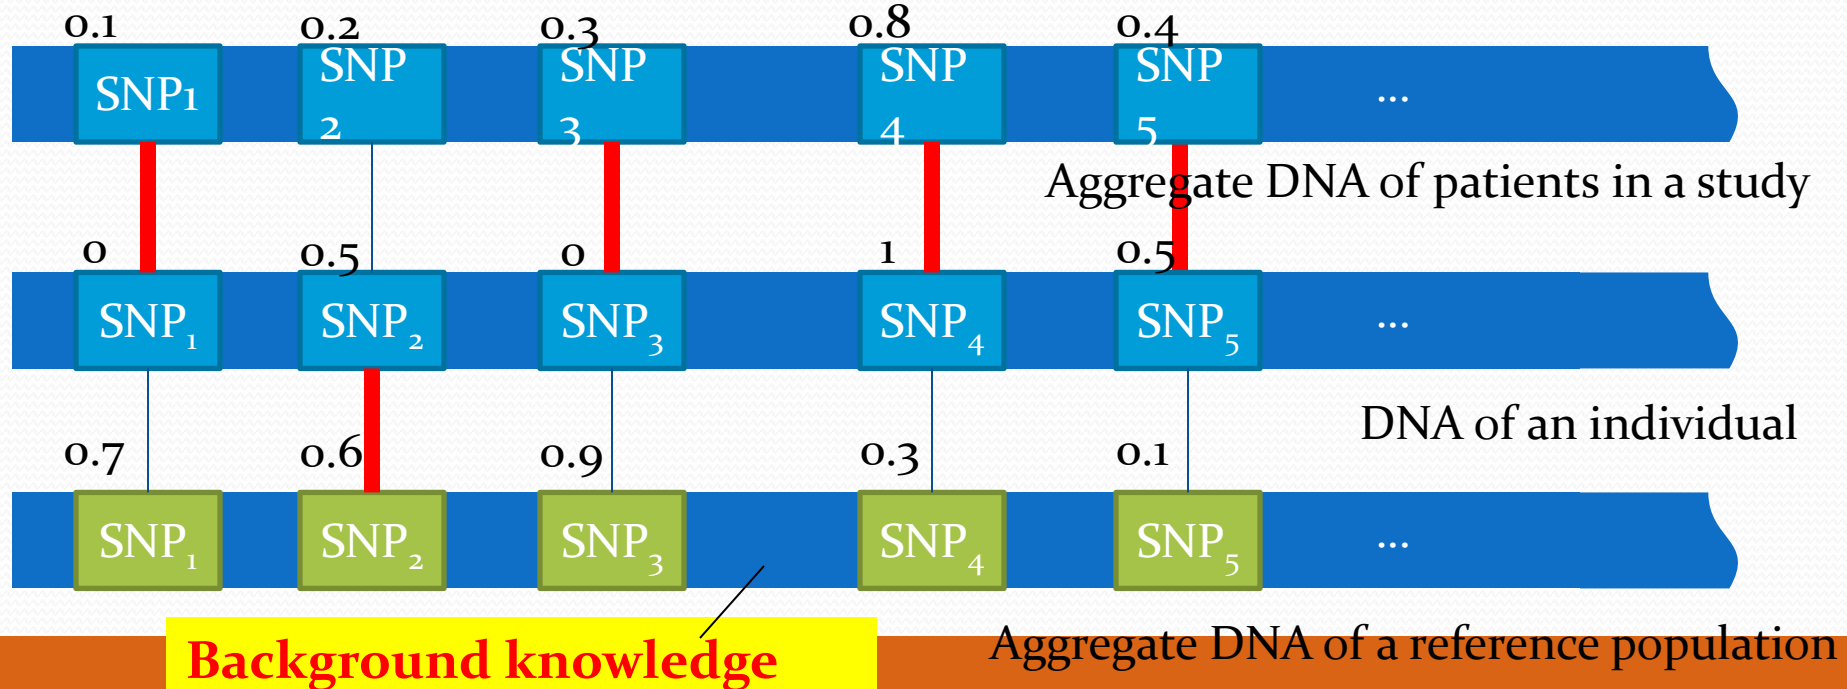 0.1 0.2 0.3 0.8 0.4
SNP1 SNP 2 SNP 3 SNP 4 SNP 5 ...
Aggregate DNA of patients in a study
0 0.5 0 1 0.5
SNP₁ SNP₂ SNP₃ SNP₄ SNP₅ ...
DNA of an individual
0.7 0.6 0.9 0.3 0.1
SNP₁ SNP₂ SNP₃ SNP₄ SNP₅ ...
Aggregate DNA of a reference population
Background knowledge